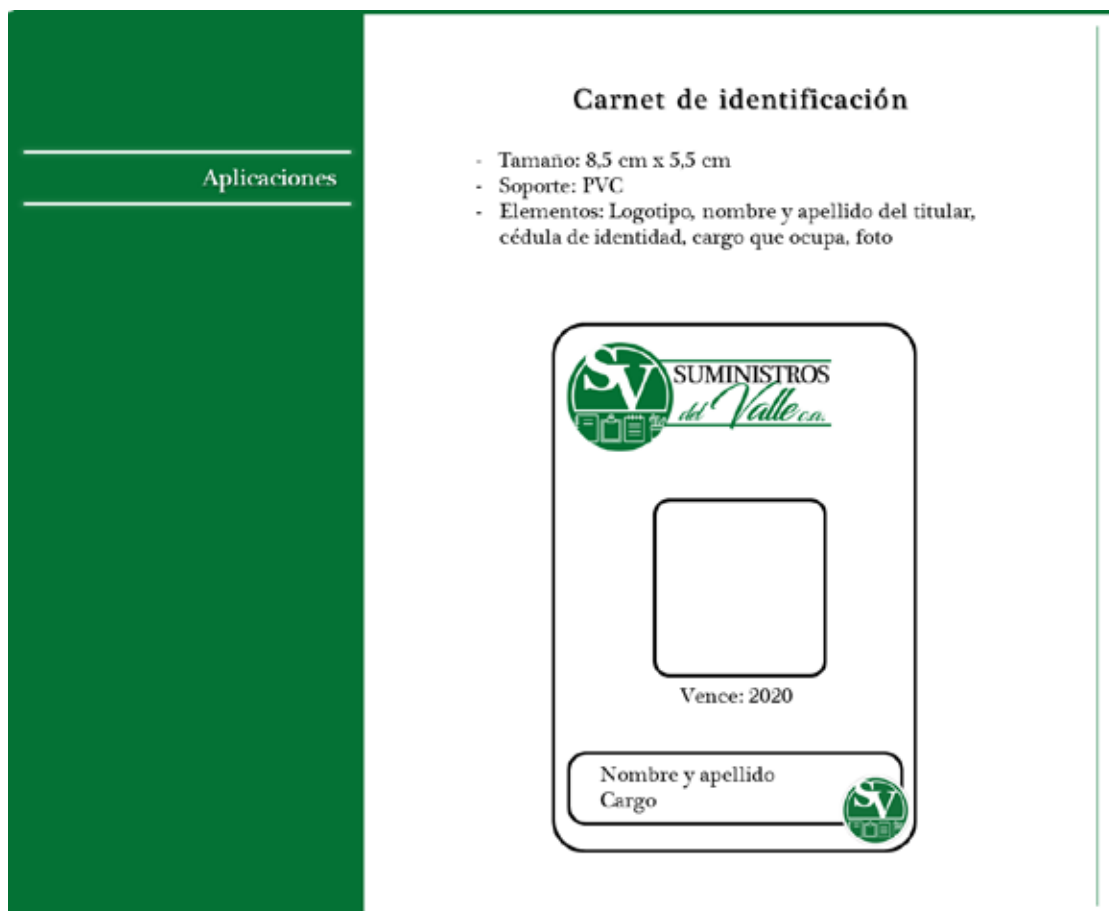 Carnet de identificación
Aplicaciones
- Tamaño: 8,5 cm x 5,5 cm
- Soporte: PVC
- Elementos: Logotipo, nombre y apellido del titular,
cédula de identidad, cargo que ocupa, foto
SV
SUMINISTROS
del Valle c.a.
Vence: 2020
Nombre y apellido
Cargo
SV